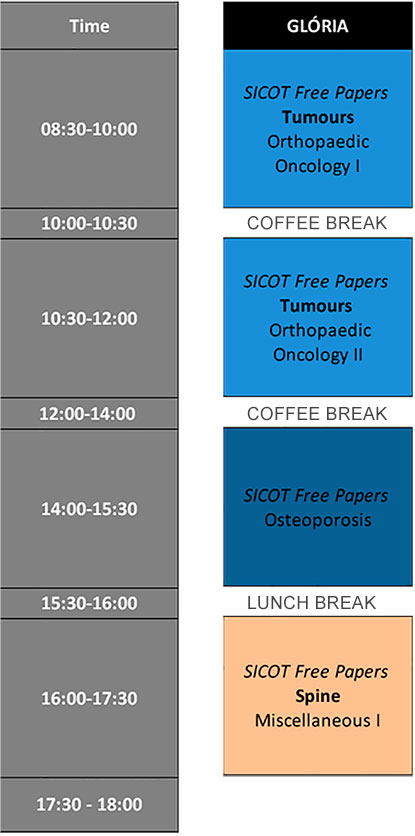 Time
GLÓRIA
08:30-10:00
SICOT Free Papers
Tumours
Orthopaedic
Oncology I
10:00-10:30
COFFEE BREAK
10:30-12:00
SICOT Free Papers
Tumours
Orthopaedic
Oncology II
12:00-14:00
COFFEE BREAK
14:00-15:30
SICOT Free Papers
Osteoporosis
15:30-16:00
LUNCH BREAK
16:00-17:30
SICOT Free Papers
Spine
Miscellaneous I
17:30 - 18:00